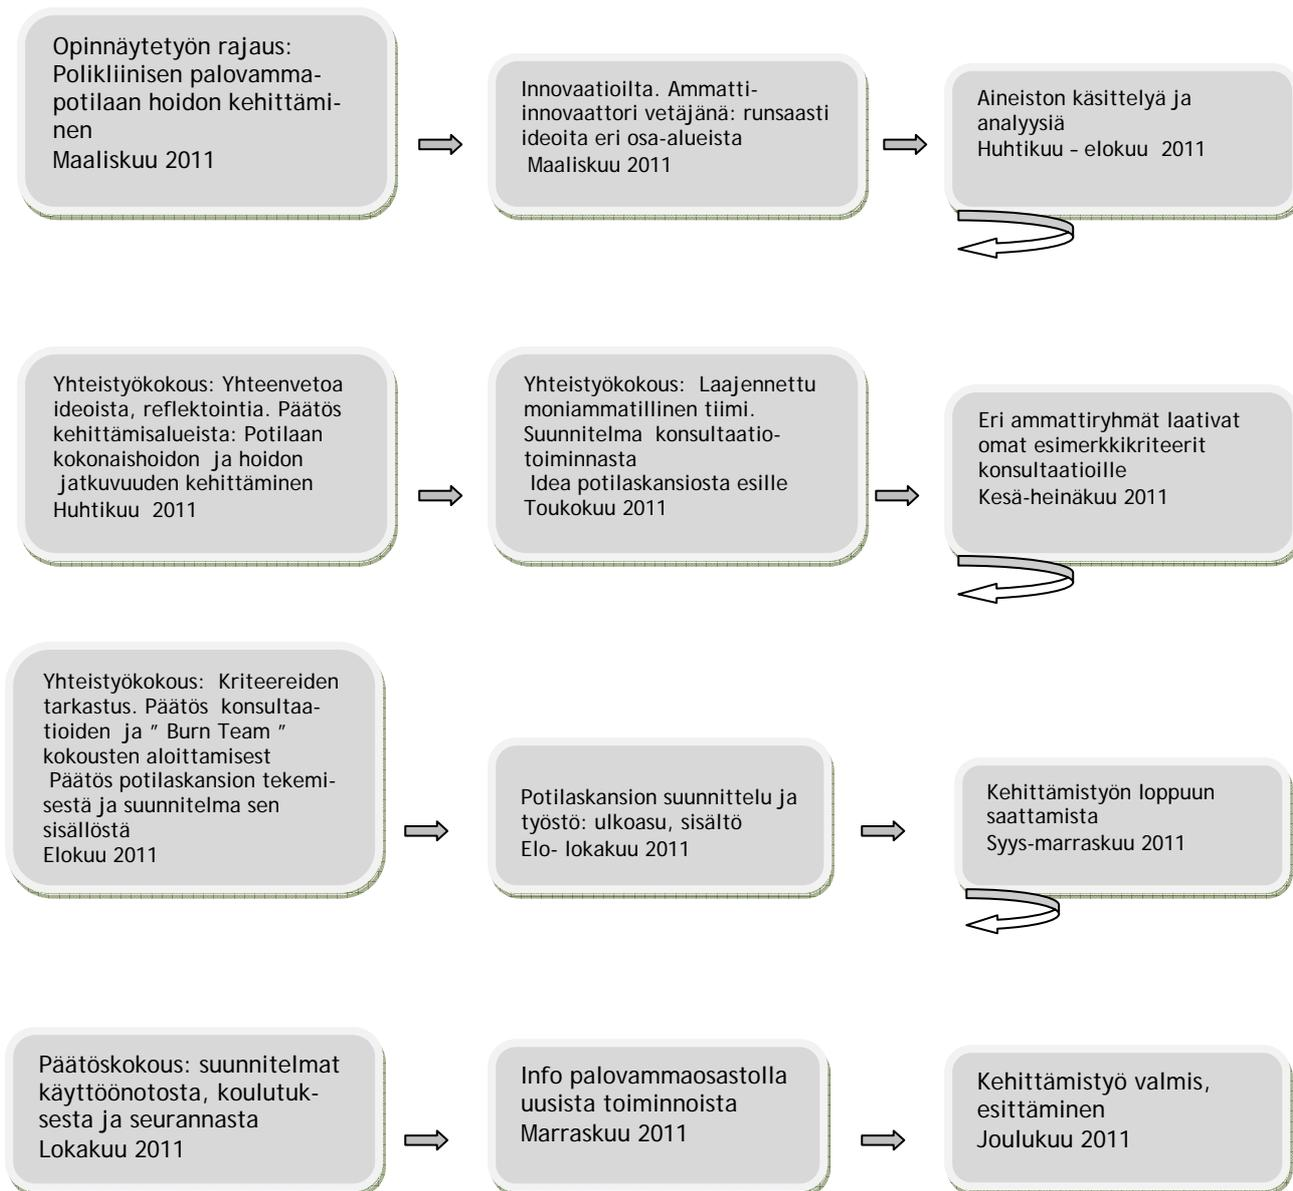 Opinnäytetyön rajaus:
Polikliinisen palovamma-
potilaan hoidon kehittämi-
nen
Maaliskuu 2011
Innovaatioilta. Ammatti-
innovaattori vetäjänä: runsaasti
ideoita eri osa-alueista
Maaliskuu 2011
Aineiston käsittelyä ja
analyysiä
Huhtikuu – elokuu 2011
Yhteistyökokous: Yhteenvetoa
ideoista, reflektointia. Päätös
kehittämisalueista: Potilaan
kokonaishoidon ja hoidon
jatkuvuuden kehittäminen
Huhtikuu 2011
Yhteistyökokous: Laajennettu
moniammatillinen tiimi.
Suunnitelma konsultaatio-
toiminnasta
Idea potilaskansiosta esille
Toukokuu 2011
Eri ammattiryhmät laativat
omat esimerkkikriteerit
konsultaatioille
Kesä-heinäkuu 2011
Yhteistyökokous: Kriteereiden
tarkastus. Päätös konsultaa-
tioiden ja ” Burn Team ”
kokousten aloittamisest
Päätös potilaskansion tekemi-
sestä ja suunnitelma sen
sisällöstä
Elokuu 2011
Potilaskansion suunnittelu ja
työstö: ulkoasu, sisältö
Elo- lokakuu 2011
Kehittämistyön loppuun
saattamista
Syys-marraskuu 2011
Päätöskokous: suunnitelmat
käyttöönotosta, koulutuk-
sesta ja seurannasta
Lokakuu 2011
Info palovammaosastolla
uusista toiminnoista
Marraskuu 2011
Kehittämistyö valmis,
esittäminen
Joulukuu 2011